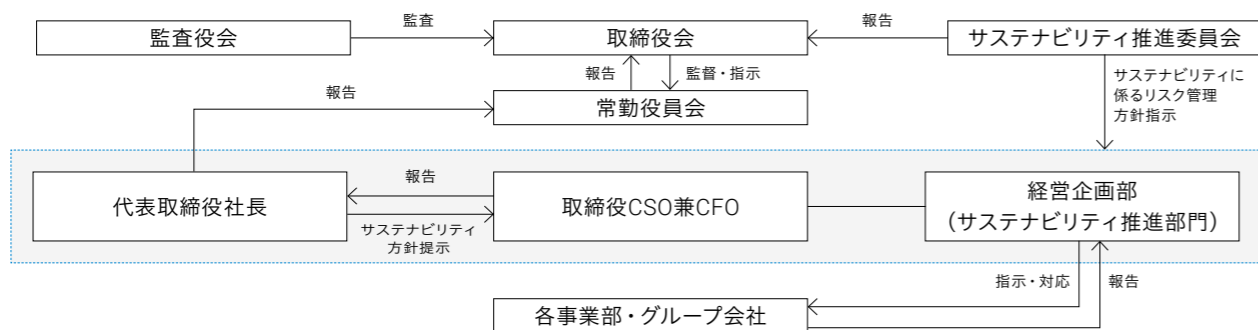 監査
報告
監査役会
取締役会
サステナビリティ推進委員会
報告
監督・指示
サステナビリティに
係るリスク管理
方針指示
報告
常勤役員会
代表取締役社長
報告
サステナビリティ
方針提示
取締役CSO兼CFO
経営企画部
（サステナビリティ推進部門）
指示・対応
報告
各事業部・グループ会社